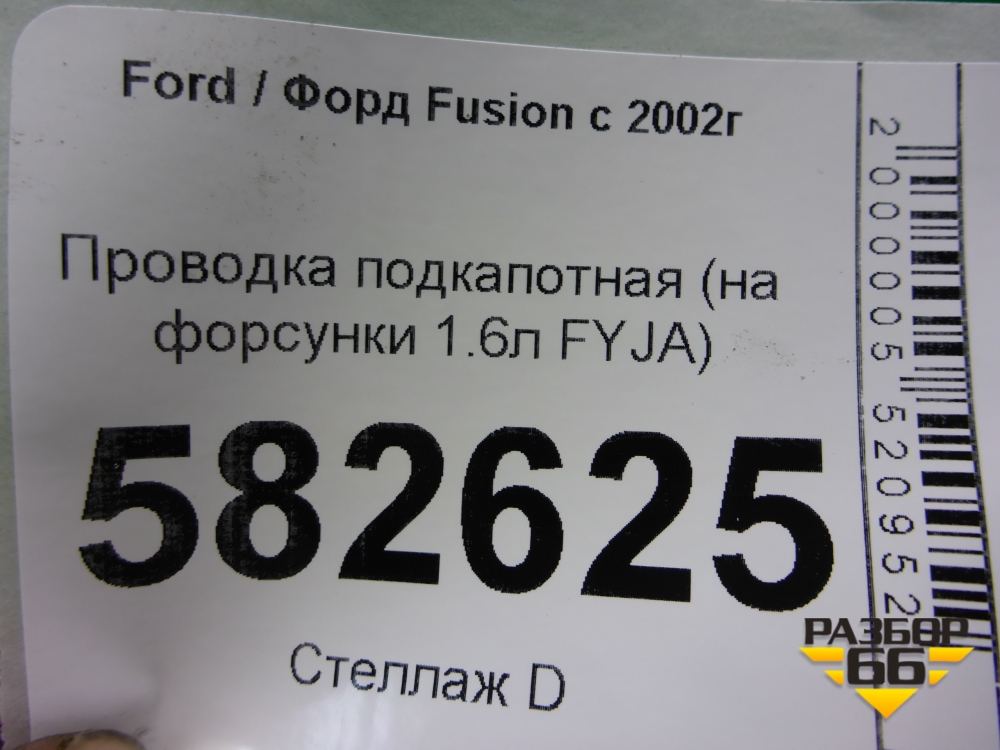 Ford / Форд Fusion с 2002г
Проводка подкапотная (на
форсунки 1.6л FYJA)
582625
Стеллаж D
2000005520952
РАЗБОР
66